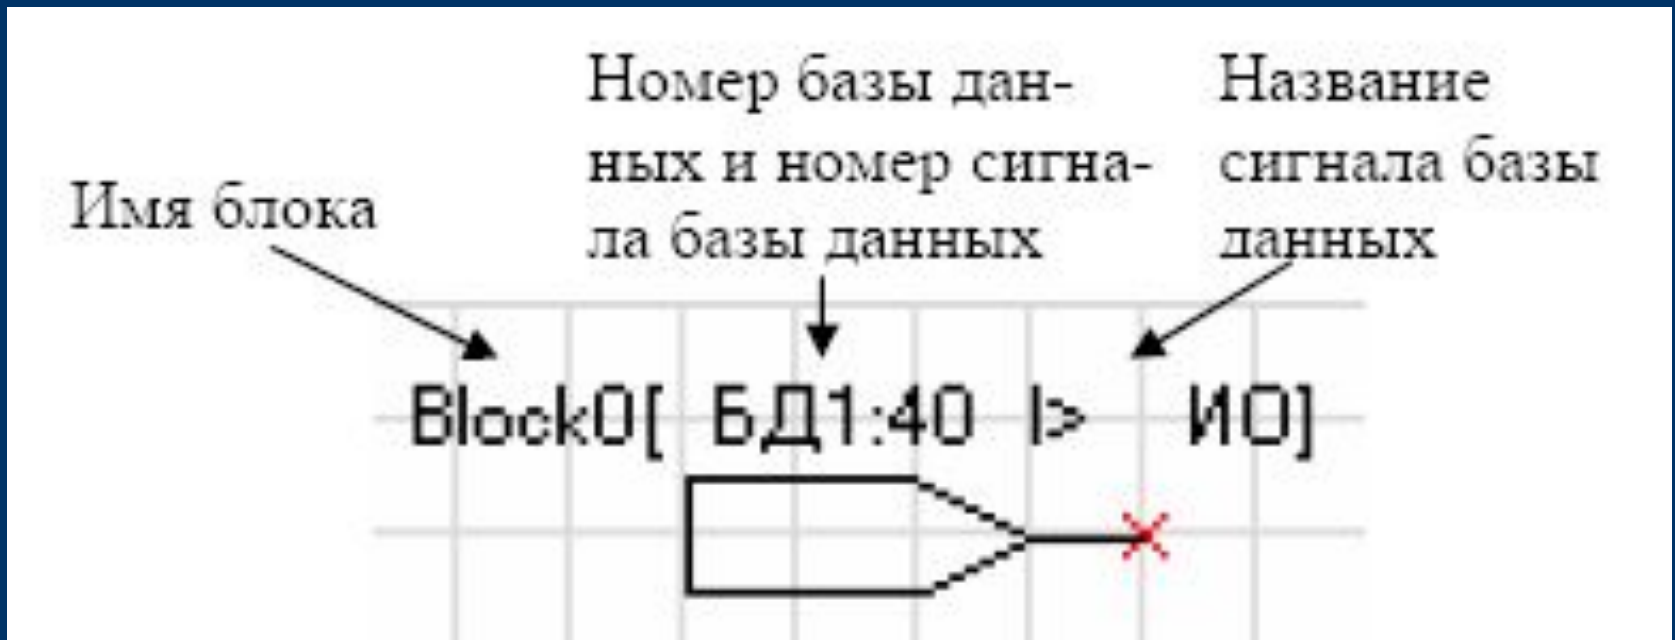 Имя блока
Номер базы дан-
ных и номер сигна-
ла базы данных
Название
сигнала базы
данных
Block0[ БД1:40 |> ИО]